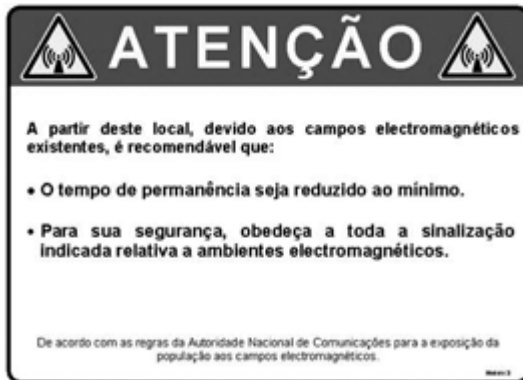 ATENÇÃO
A partir deste local, devido aos campos electromagnéticos
existentes, é recomendável que:
• O tempo de permanência seja reduzido ao mínimo.
• Para sua segurança, obedeça a toda a sinalização
indicada relativa a ambientes electromagnéticos.
De acordo com as regras da Autoridade Nacional de Comunicações para a exposição da
população aos campos electromagnéticos.